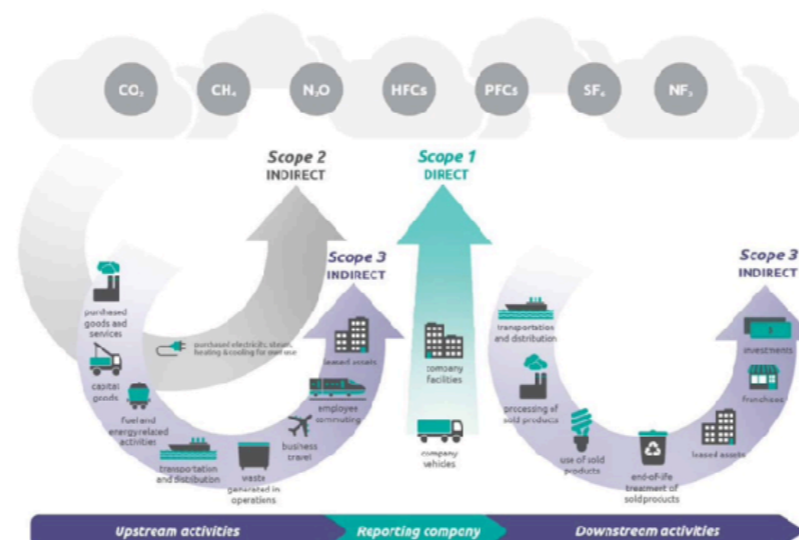 CO₂ CH₄ N₂O HFCs PFCs SF₆ NF₃
Scope 2
INDIRECT
Scope 1
DIRECT
Scope 3
INDIRECT
Scope 3
INDIRECT
purchased
goods and
services
capital
goods
fuel and
energy related
activities
transportation
and distribution
waste
generated in
operations
business
travel
employee
commuting
leased assets
purchased electricity, steam,
heating & cooling for own use
company
facilities
company
vehicles
transportation
and distribution
processing of
sold products
use of sold
products
end-of-life
treatment of
sold products
leased assets
franchises
investments
Upstream activities
Reporting company
Downstream activities